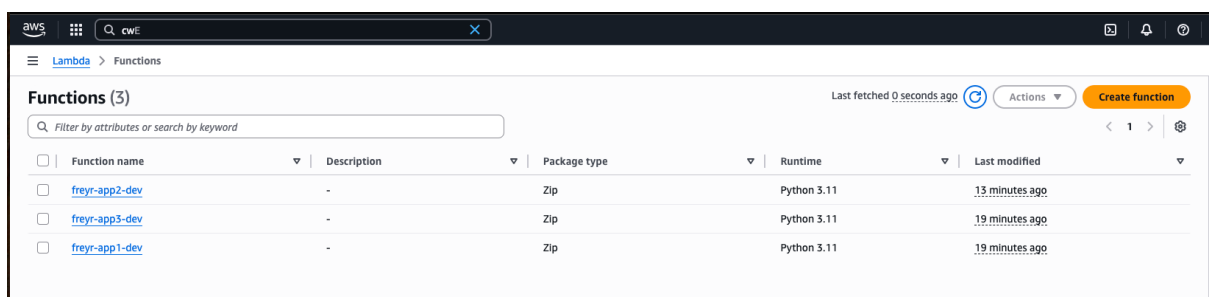 aws cwE
Lambda > Functions
Functions (3) Last fetched 0 seconds ago Actions Create function
Filter by attributes or search by keyword < 1 >
Function name Description Package type Runtime Last modified
freyr-app2-dev - Zip Python 3.11 13 minutes ago
freyr-app3-dev - Zip Python 3.11 19 minutes ago
freyr-app1-dev - Zip Python 3.11 19 minutes ago